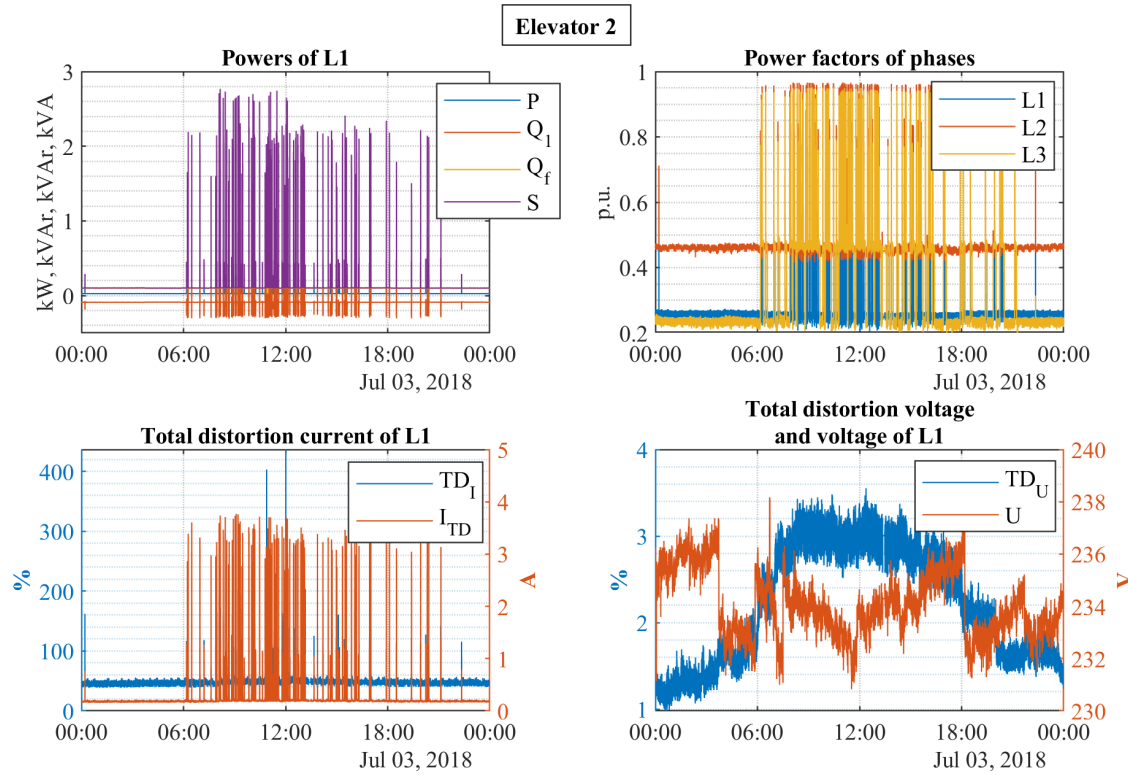 Elevator 2
Powers of L1
kW, kVAr, kVAr, kVA
3
2
1
0
P
Q_l
Q_f
S
00:00 06:00 12:00 18:00 00:00
Jul 03, 2018
Power factors of phases
p.u.
1
0.8
0.6
0.4
0.2
L1
L2
L3
00:00 06:00 12:00 18:00 00:00
Jul 03, 2018
Total distortion current of L1
%
400
300
200
100
0
TD_I
I_TD
5
4
3
2
1
0
A
00:00 06:00 12:00 18:00 00:00
Jul 03, 2018
Total distortion voltage
and voltage of L1
%
4
3
2
1
TD_U
U
240
238
236
234
232
230
V
00:00 06:00 12:00 18:00 00:00
Jul 03, 2018